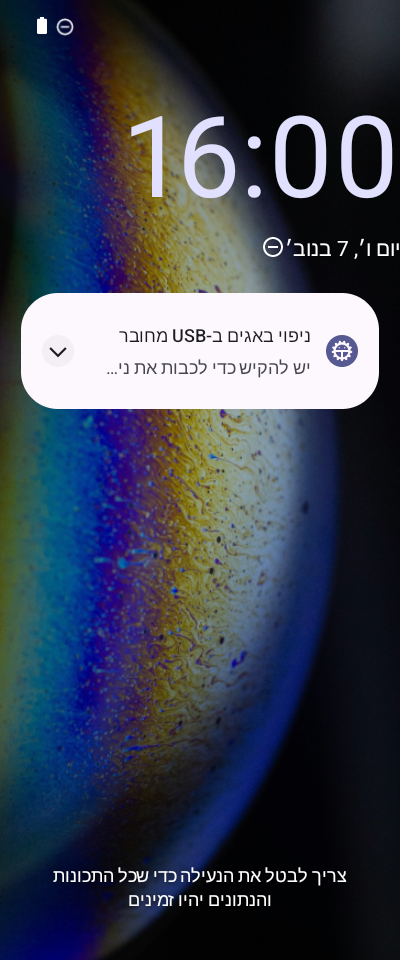 16:00
יום ו׳, 7 בנוב׳
ניפוי באגים ב-USB מחובר
יש להקיש כדי לכבות את ני…
צריך לבטל את הנעילה כדי שכל התכונות
והנתונים יהיו זמינים